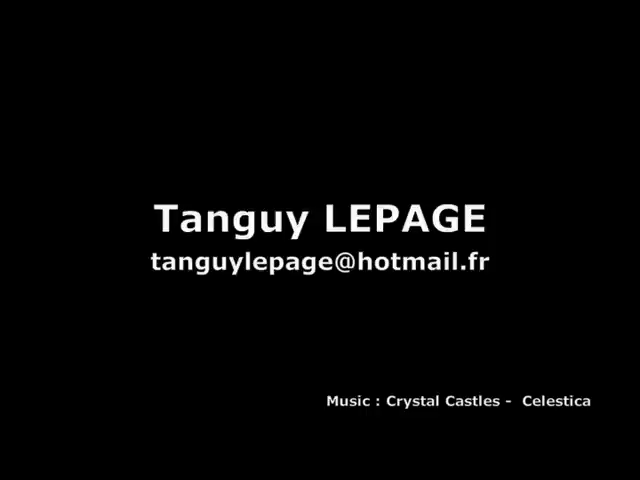 Tanguy LEPAGE
tanguylepage@hotmail.fr
Music : Crystal Castles - Celestica